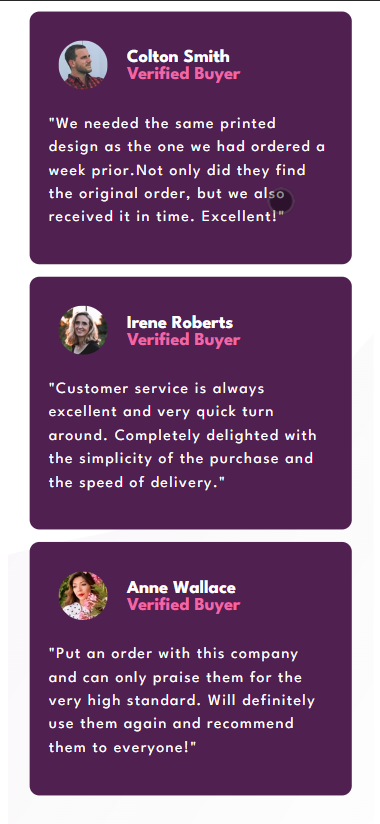 Colton Smith
Verified Buyer
"We needed the same printed
design as the one we had ordered a
week prior.Not only did they find
the original order, but we also
received it in time. Excellent!"
Irene Roberts
Verified Buyer
"Customer service is always
excellent and very quick turn
around. Completely delighted with
the simplicity of the purchase and
the speed of delivery."
Anne Wallace
Verified Buyer
"Put an order with this company
and can only praise them for the
very high standard. Will definitely
use them again and recommend
them to everyone!"